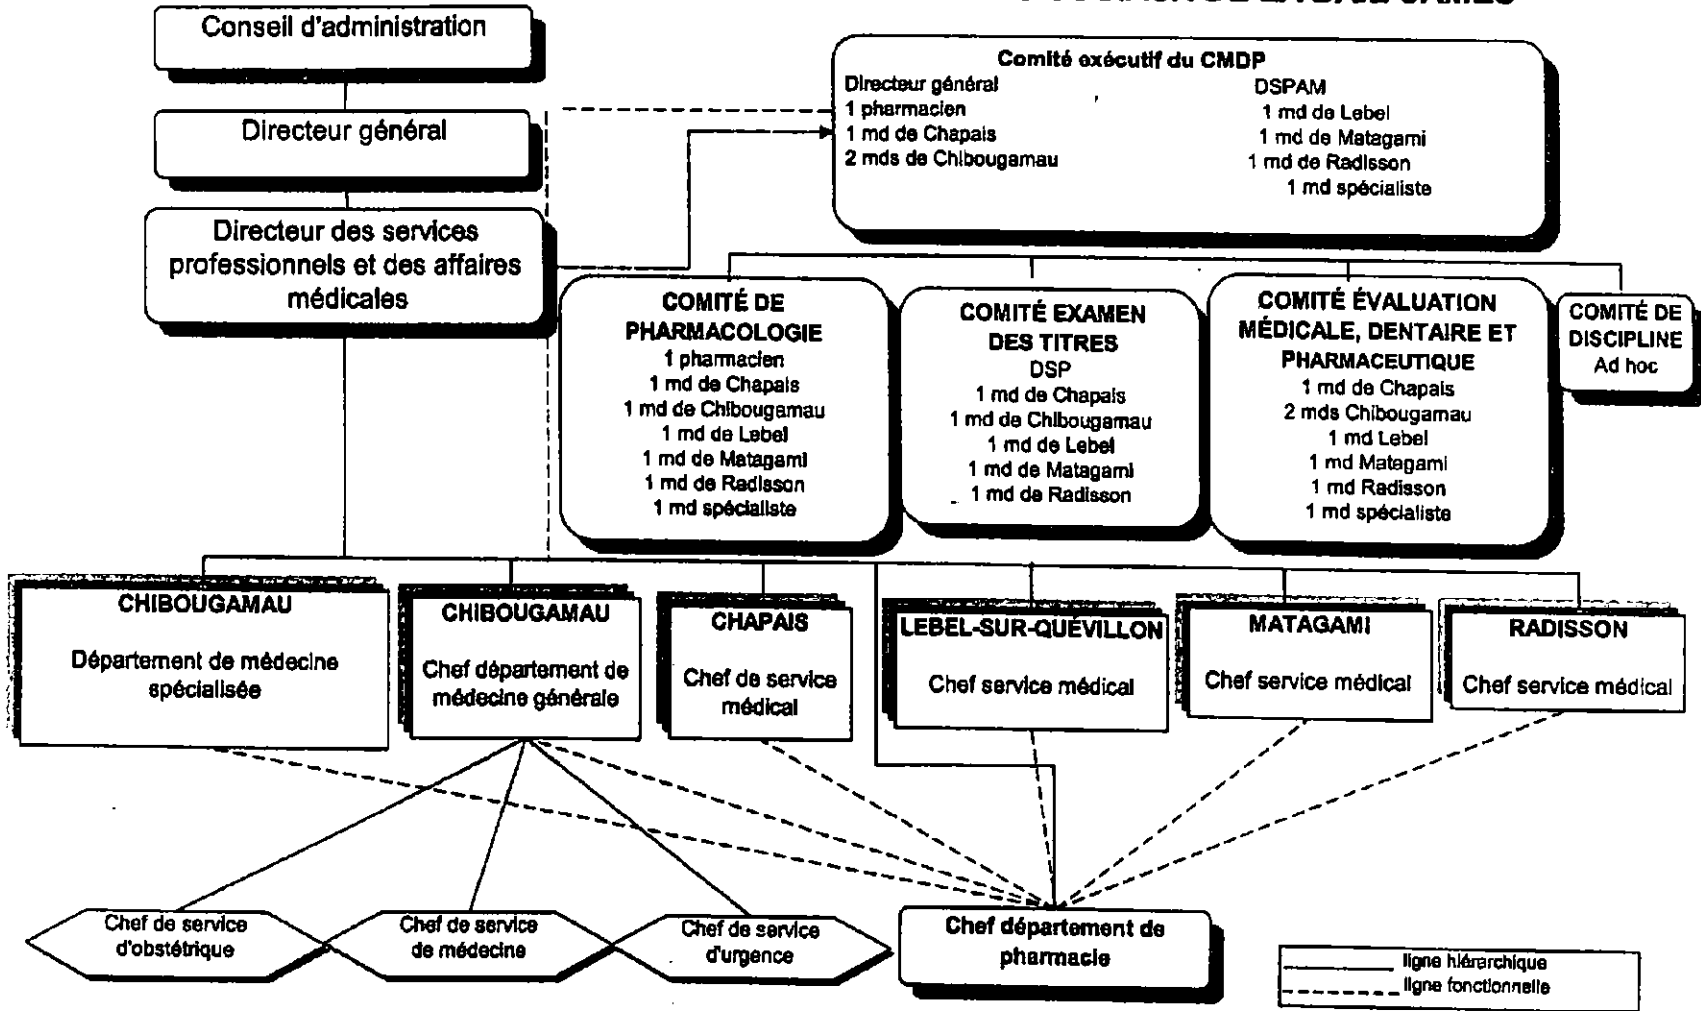 Conseil d'administration
Directeur général
Directeur des services
professionnels et des affaires
médicales
Comité exécutif du CMDP
Directeur général
1 pharmacien
1 md de Chapais
2 mds de Chibougamau
DSPAM
1 md de Lebel
1 md de Matagami
1 md de Radisson
1 md spécialiste
COMITÉ DE
PHARMACOLOGIE
1 pharmacien
1 md de Chapais
1 md de Chibougamau
1 md de Lebel
1 md de Matagami
1 md de Radisson
1 md spécialiste
COMITÉ EXAMEN
DES TITRES
DSP
1 md de Chapais
1 md de Chibougamau
1 md de Lebel
1 md de Matagami
1 md de Radisson
COMITÉ ÉVALUATION
MÉDICALE, DENTAIRE ET
PHARMACEUTIQUE
1 md de Chapais
2 mds Chibougamau
1 md Lebel
1 md Matagami
1 md Radisson
1 md spécialiste
COMITÉ DE
DISCIPLINE
Ad hoc
CHIBOUGAMAU
Département de médecine
spécialisée
CHIBOUGAMAU
Chef département de
médecine générale
CHAPAIS
Chef de service
médical
LEBEL-SUR-QUÉVILLON
Chef service médical
MATAGAMI
Chef service médical
RADISSON
Chef service médical
Chef de service
d'obstétrique
Chef de service
de médecine
Chef de service
d'urgence
Chef département de
pharmacie
ligne hiérarchique
ligne fonctionnelle